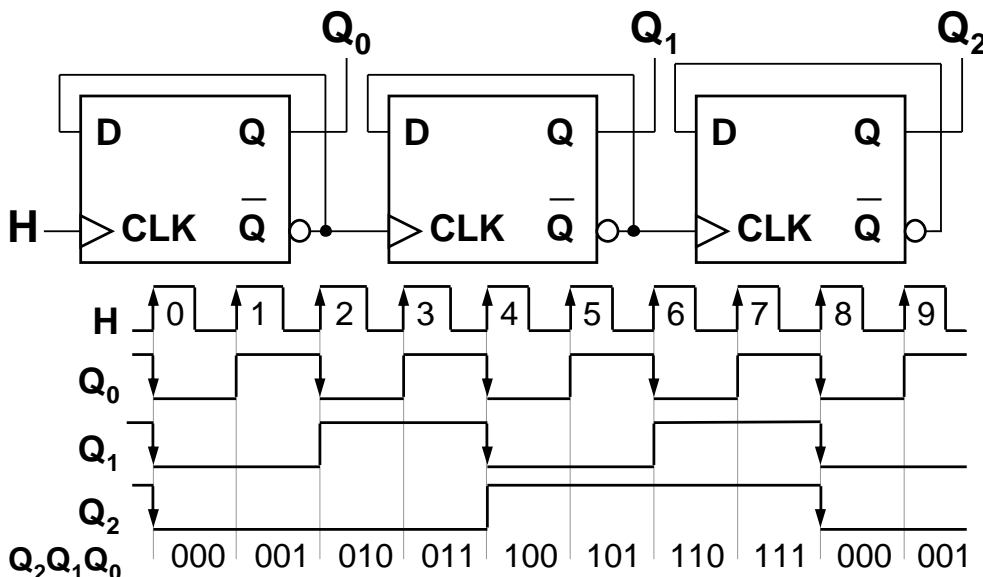 Q₀ Q₁ Q₂
D Q D Q D Q
H CLK Q̅ CLK Q̅ CLK Q̅
H 0 1 2 3 4 5 6 7 8 9
Q₀
Q₁
Q₂
Q₂Q₁Q₀ 000 001 010 011 100 101 110 111 000 001